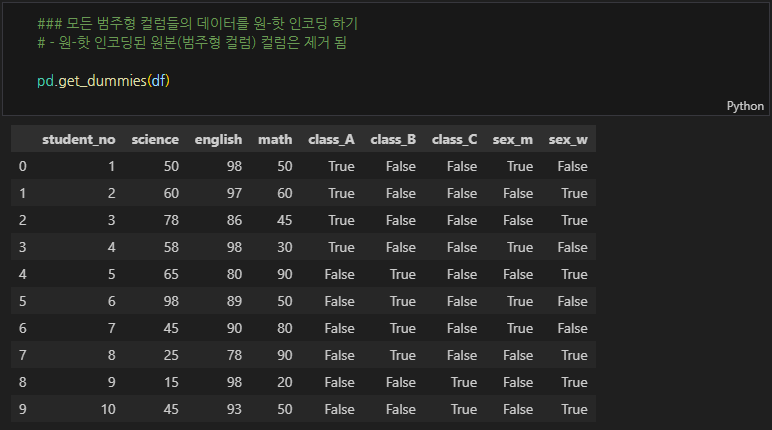 ### 모든 범주형 컬럼들의 데이터를 원-핫 인코딩 하기
# - 원-핫 인코딩된 원본(범주형 컬럼) 컬럼은 제거 됨
pd.get_dummies(df)
Python
student_no science english math class_A class_B class_C sex_m sex_w
0 1 50 98 50 True False False True False
1 2 60 97 60 True False False False True
2 3 78 86 45 True False False False True
3 4 58 98 30 True False False True False
4 5 65 80 90 False True False False True
5 6 98 89 50 False True False True False
6 7 45 90 80 False True False True False
7 8 25 78 90 False True False False True
8 9 15 98 20 False False True False True
9 10 45 93 50 False False True False True